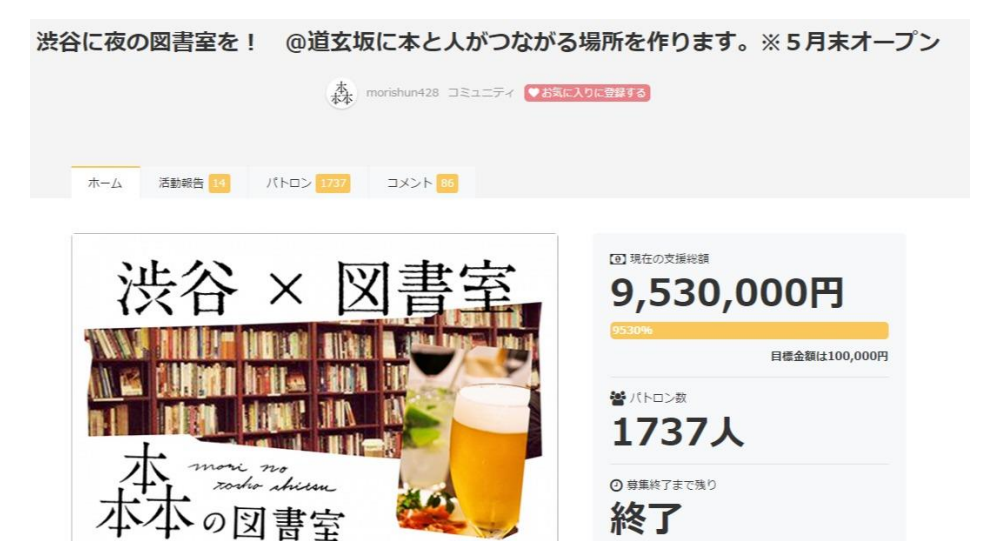 渋谷に夜の図書室を！　@道玄坂に本と人がつながる場所を作ります。※５月末オープン
morishun428 コミュニティ お気に入りに登録する
ホーム 活動報告 14 パトロン 1737 コメント 86
渋谷 × 図書室
mori no
tosho shitsu
森の図書室
現在の支援総額
9,530,000円
9530%
目標金額は100,000円
パトロン数
1737人
募集終了まで残り
終了